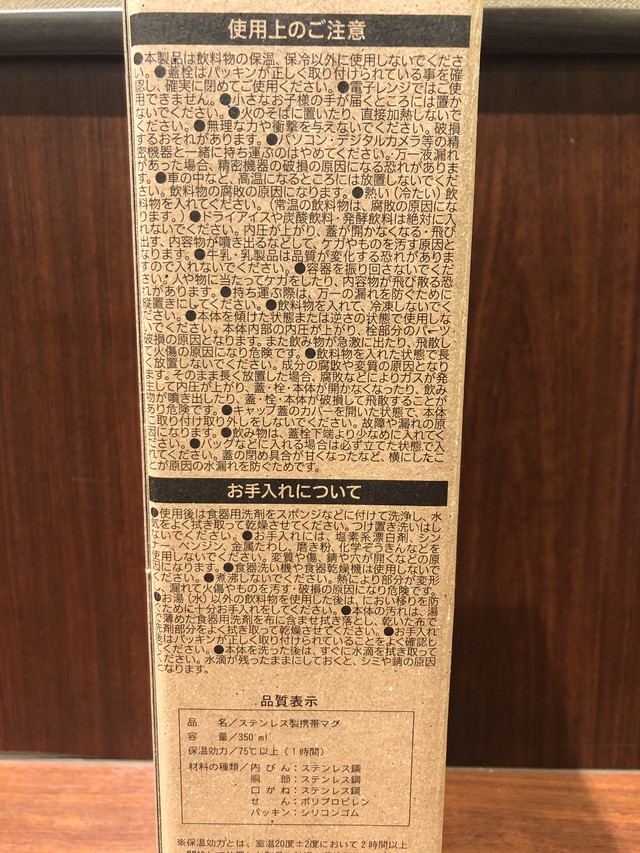 使用上のご注意
●本製品は飲料物の保温、保冷以外に使用しないでくださ
い。●蓋栓はパッキンが正しく取り付けられている事を確
認し、確実に閉めてご使用ください。●電子レンジではご使
用できません。●小さなお子様の手が届くところには置か
ないでください。●火のそばに置いたり、直接加熱しないで
ください。●無理な力や衝撃を与えないでください。破損
するおそれがあります。●パソコン・デジタルカメラ等の精
密機器と一緒に持ち運ぶのはやめてください。万一液漏れ
があった場合、精密機器の破損の原因になる恐れがありま
す。●車の中など、高温になるところには放置しないでくだ
さい。飲料物の腐敗の原因になります。●熱い（冷たい）飲
料物を入れてください。（常温の飲料物は、腐敗の原因にな
ります。）●ドライアイスや炭酸飲料・発酵飲料は絶対に入
れないでください。内圧が上がり、蓋が開かなくなる・飛び
出す、内容物が噴き出るなどして、ケガやものを汚す原因と
なります。●牛乳・乳製品は品質が変化する恐れがありま
すので入れないでください。●容器を振り回さないでくだ
さい。人や物に当たってケガをしたり、内容物が飛び散る恐
れがあります。●持ち運ぶ際は、万一の漏れを防ぐために
縦置きにしてください。●飲料物を入れて、冷凍しないでく
ださい。●本体を傾けた状態または逆さの状態で使用しな
いでください。本体内部の内圧が上がり、栓部分のパーツ
破損の原因となります。また飲み物が急激に出たり、飛散し
て火傷の原因になり危険です。●飲料物を入れた状態で長
く放置しないでください。成分の腐敗や変質の原因となり
ます。そのまま長く放置した場合、腐敗などによりガスが発
生して内圧が上がり、蓋・栓・本体が開かなくなったり、飲み
物が噴き出したり、蓋・栓・本体が破損して飛散することが
あり危険です。●キャップ蓋のカバーを開いた状態で、本体
に取り付け取り外しをしないでください。故障や漏れの原
因になります。●飲み物は、蓋栓下端より少なめに入れてく
ださい。●バッグなどに入れる場合は必ず立てた状態で入
れてください。蓋の閉め具合が甘くなったなど、横にしたこ
とが原因の水漏れを防ぐためです。
お手入れについて
●使用後は食器用洗剤をスポンジなどに付けて洗浄し、水
気をよく拭き取って乾燥させてください。つけ置き洗いはし
ないでください。●お手入れには、塩素系漂白剤、シン
ナー、ベンジン、金属たわし、磨き粉、化学ぞうきんなどを
使用しないでください。変質や傷、錆や穴が開くなどの原
因になります。●食器洗い機や食器乾燥機は使用しないで
ください。●煮沸しないでください。熱により部分が変形
し、漏れて火傷やものを汚す・破損の原因になり危険です。
●お湯（水）以外の飲料物を使用した後は、におい移りを防
ぐために十分お手入れをしてください。●本体の汚れは、湯
で薄めた食器用洗剤を布に含ませ拭き落とし、乾いた布で
洗剤部分をよく拭き取って乾燥させてください。●お手入れ
後はパッキンが正しく取り付けられていることをよく確認し
てください。●本体を洗った後は、すぐに水滴を拭き取って
ください。水滴が残ったままにしておくと、シミや錆の原因
になります。
品質表示
品　　名／ステンレス製携帯マグ
容　　量／350ml
保温効力／75℃以上（1時間）
材料の種類／内びん：ステンレス鋼
胴　部：ステンレス鋼
口がね：ステンレス鋼
せ　ん：ポリプロピレン
パッキン：シリコンゴム
※保温効力とは、室温20度±2度において2時間以上